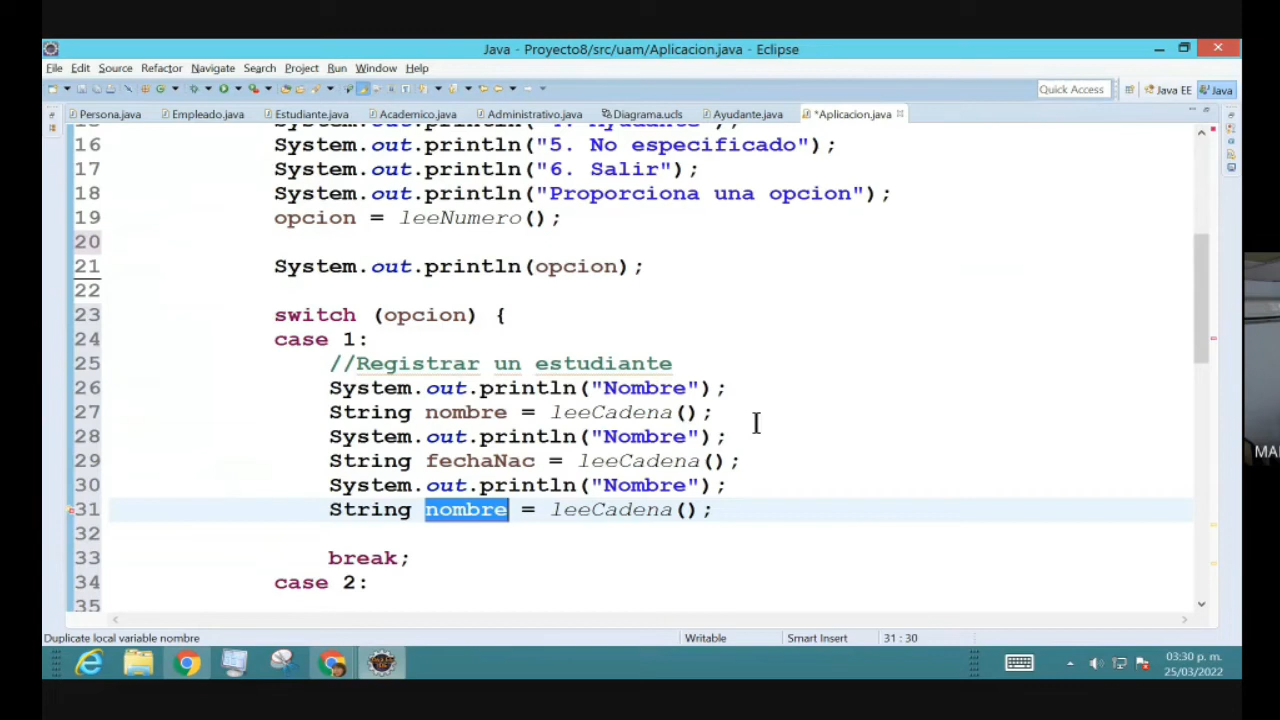 Java - Proyecto8/src/uam/Aplicacion.java - Eclipse
File Edit Source Refactor Navigate Search Project Run Window Help
Quick Access Java EE Java
Persona.java Empleado.java Estudiante.java Academico.java Administrativo.java Diagrama.ucls Ayudante.java *Aplicacion.java
15 System.out.println("4. Ayudante");
16 System.out.println("5. No especificado");
17 System.out.println("6. Salir");
18 System.out.println("Proporciona una opcion");
19 opcion = leeNumero();
20
21 System.out.println(opcion);
22
23 switch (opcion) {
24 case 1:
25 //Registrar un estudiante
26 System.out.println("Nombre");
27 String nombre = leeCadena();
28 System.out.println("Nombre");
29 String fechaNac = leeCadena();
30 System.out.println("Nombre");
31 String nombre = leeCadena();
32
33 break;
34 case 2:
35
Duplicate local variable nombre Writable Smart Insert 31 : 30
03:30 p. m.
25/03/2022